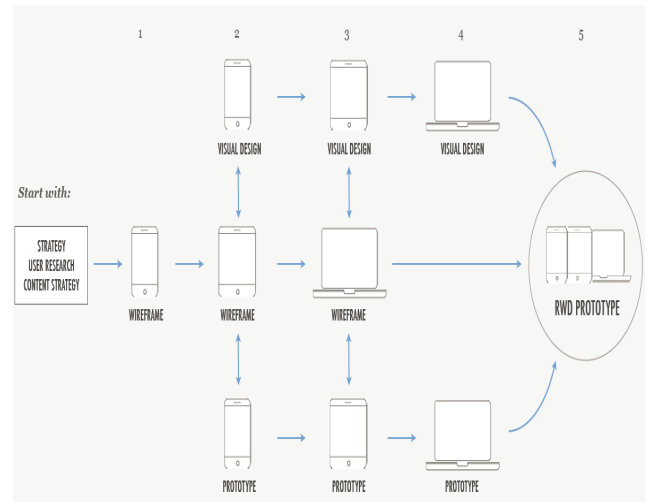 1 2 3 4 5
VISUAL DESIGN VISUAL DESIGN VISUAL DESIGN
Start with:
STRATEGY
USER RESEARCH
CONTENT STRATEGY
WIREFRAME WIREFRAME WIREFRAME
RWD PROTOTYPE
PROTOTYPE PROTOTYPE PROTOTYPE